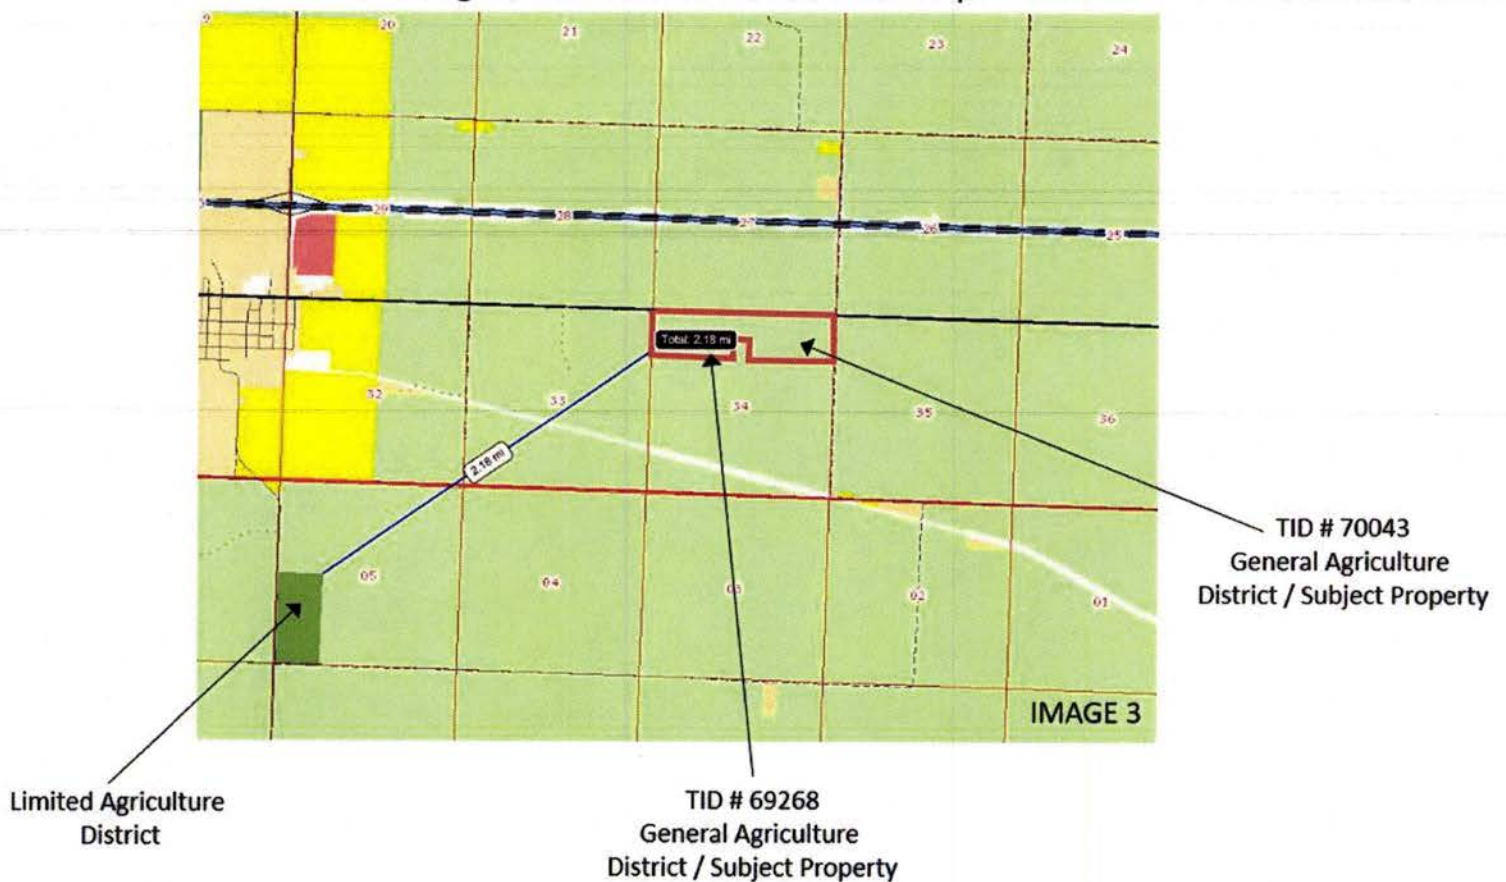 9
20
21
22
23
24
29
28
27
26
25
Total: 2.18 mi
32
33
34
35
36
2.18 mi
TID # 70043
General Agriculture
District / Subject Property
05
04
03
02
01
IMAGE 3
Limited Agriculture
District
TID # 69268
General Agriculture
District / Subject Property